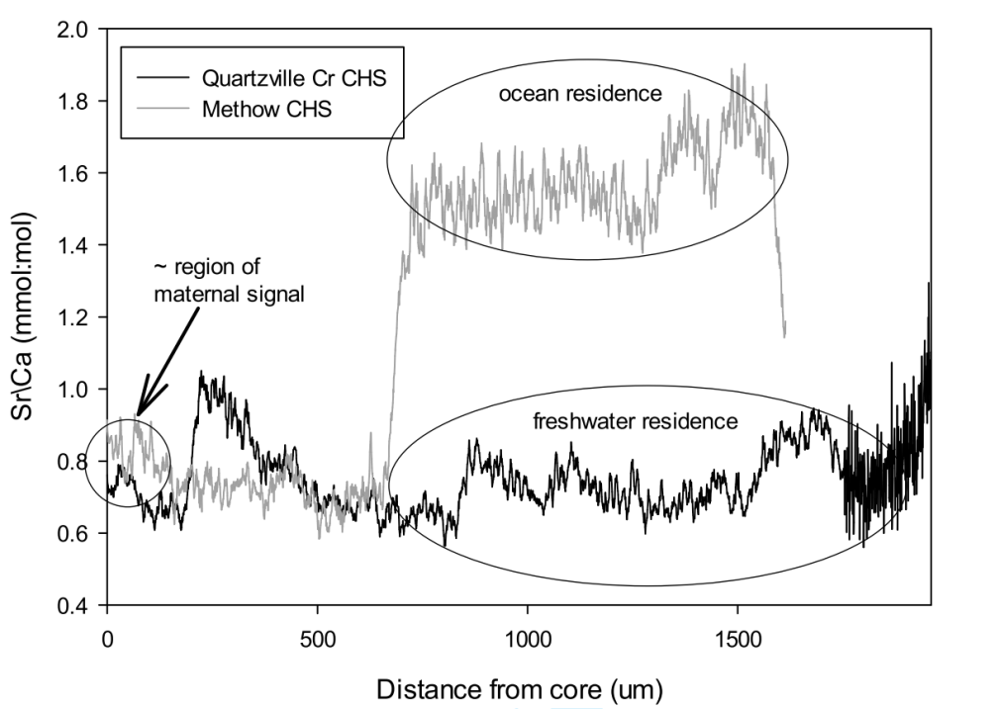 2.0
1.8
1.6
1.4
1.2
1.0
0.8
0.6
0.4
Sr\Ca (mmol:mol)
Quartzville Cr CHS
Methow CHS
ocean residence
~ region of
maternal signal
freshwater residence
0
500
1000
1500
Distance from core (um)